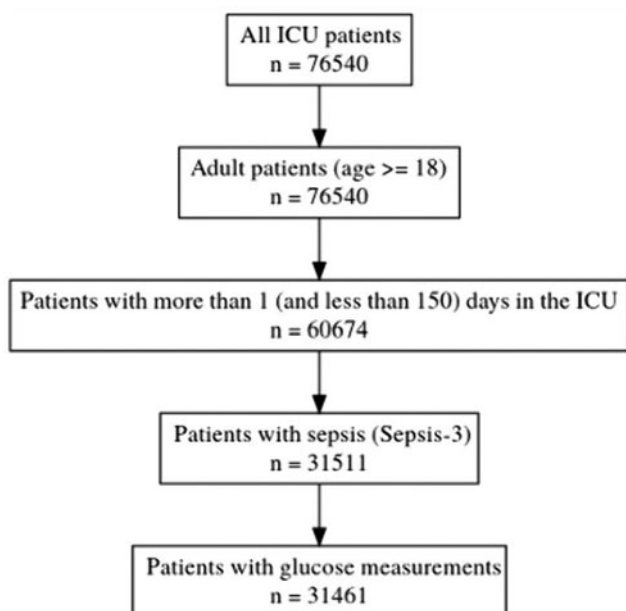 All ICU patients
n = 76540
Adult patients (age >= 18)
n = 76540
Patients with more than 1 (and less than 150) days in the ICU
n = 60674
Patients with sepsis (Sepsis-3)
n = 31511
Patients with glucose measurements
n = 31461